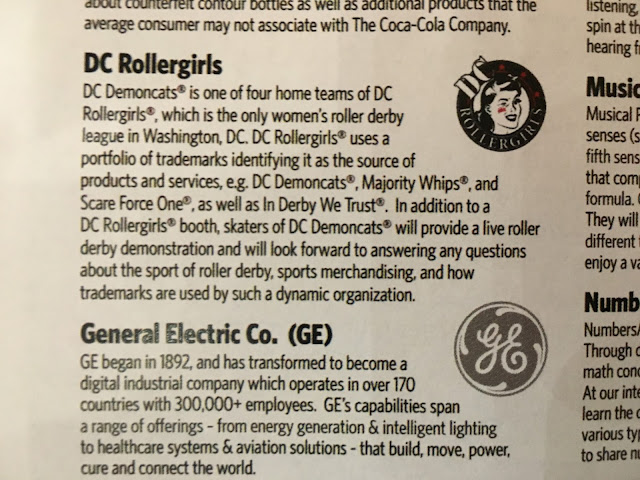 about counterfeit contour bottles as well as additional products that the
average consumer may not associate with The Coca-Cola Company.
DC Rollergirls
DC Demoncats® is one of four home teams of DC
Rollergirls®, which is the only women's roller derby
league in Washington, DC. DC Rollergirls® uses a
portfolio of trademarks identifying it as the source of
products and services, e.g. DC Demoncats®, Majority Whips®, and
Scare Force One®, as well as In Derby We Trust®. In addition to a
DC Rollergirls® booth, skaters of DC Demoncats® will provide a live roller
derby demonstration and will look forward to answering any questions
about the sport of roller derby, sports merchandising, and how
trademarks are used by such a dynamic organization.
DC
ROLLERGIRLS
General Electric Co. (GE)
GE began in 1892, and has transformed to become a
digital industrial company which operates in over 170
countries with 300,000+ employees. GE's capabilities span
a range of offerings - from energy generation & intelligent lighting
to healthcare systems & aviation solutions - that build, move, power,
cure and connect the world.
GE
listening,
spin at th
hearing f
Music
Musical
senses (s
fifth sens
that com
formula.
They will
different
enjoy a va
Numb
Numbers
Through
math conc
At our inte
learn the
various ty
to share nu